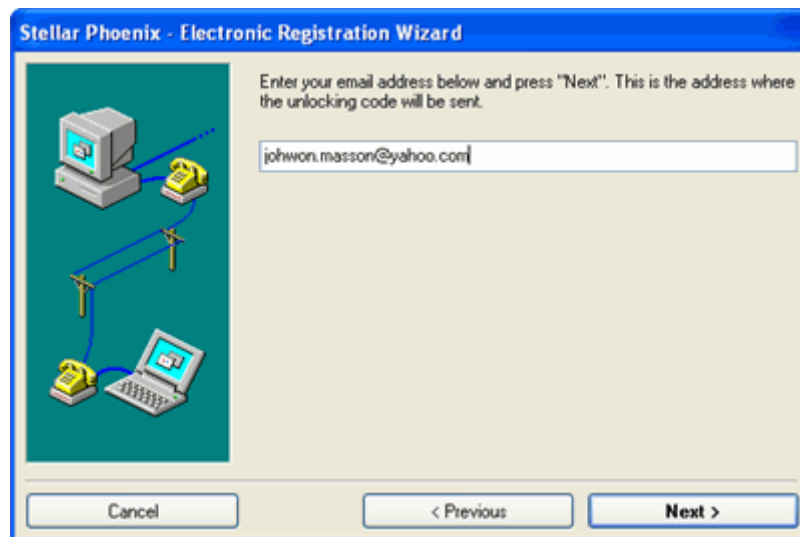 Stellar Phoenix - Electronic Registration Wizard
Enter your email address below and press "Next". This is the address where
the unlocking code will be sent.
johwon.masson@yahoo.com
Cancel
< Previous
Next >